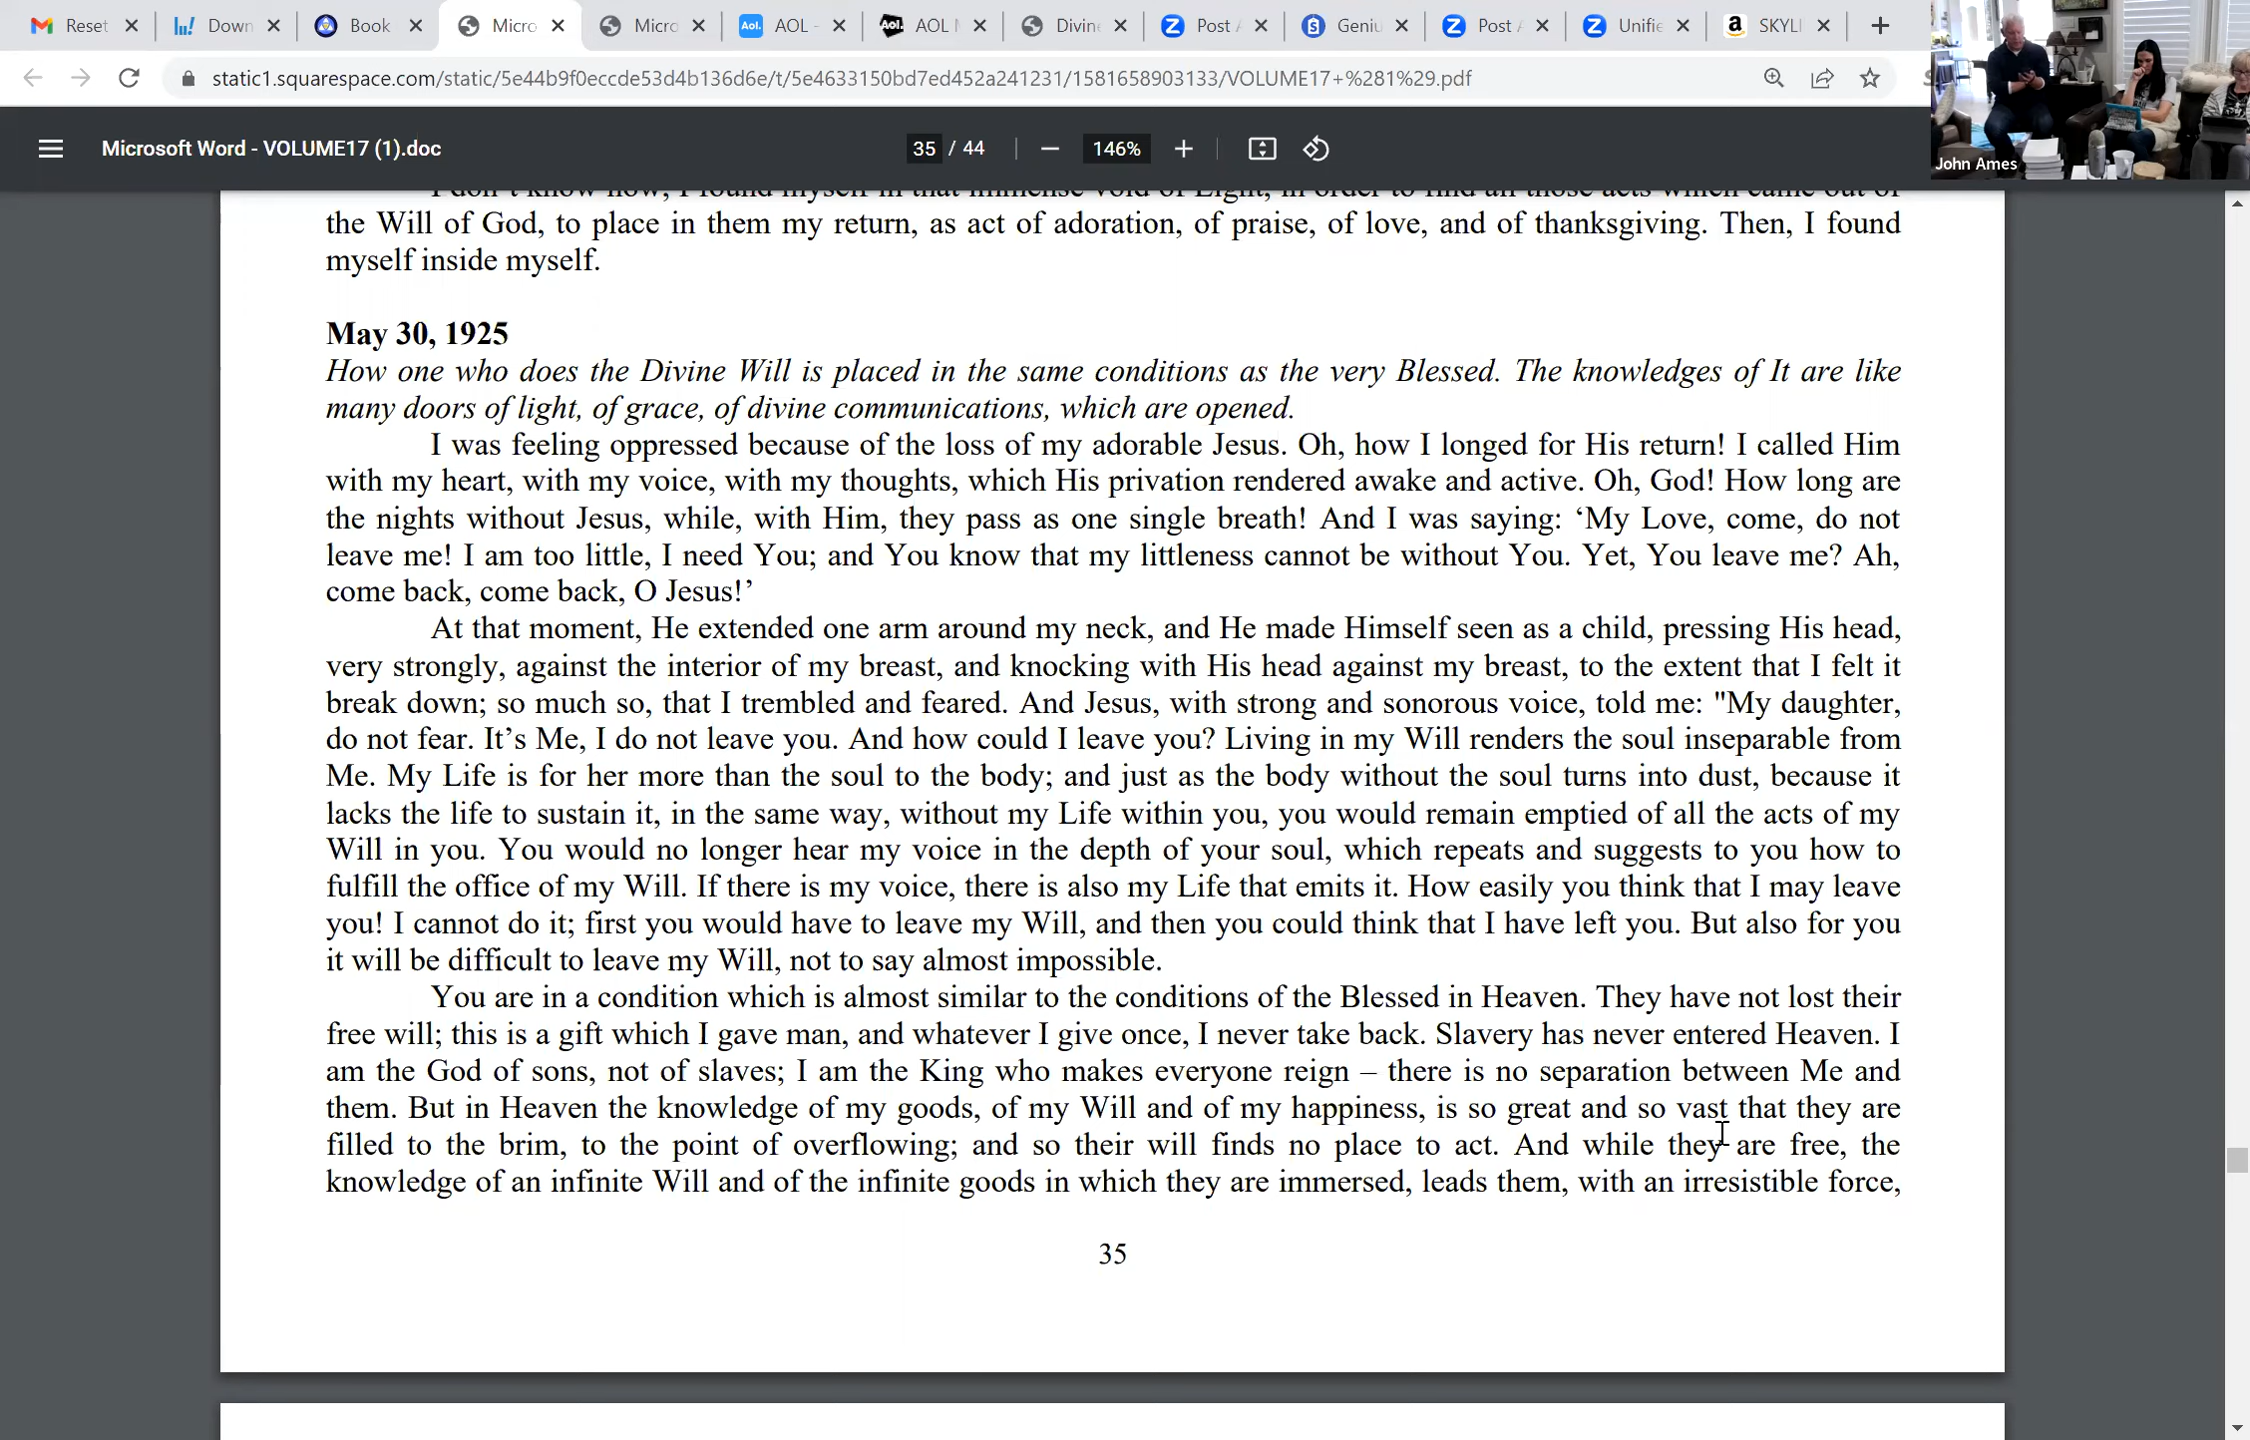 Reset
Down
Book
Micro
Micro
AOL -
AOL
Divin
Post
Geniu
Post
Unifie
SKYLI
static1.squarespace.com/static/5e44b9f0eccde53d4b136d6e/t/5e4633150bd7ed452a241231/1581658903133/VOLUME17+%281%29.pdf
Microsoft Word - VOLUME17 (1).doc
35 / 44
146%
John Ames
I don't know how, I found myself in that immense void of Light, in order to find all those acts which came out of
the Will of God, to place in them my return, as act of adoration, of praise, of love, and of thanksgiving. Then, I found
myself inside myself.
May 30, 1925
How one who does the Divine Will is placed in the same conditions as the very Blessed. The knowledges of It are like
many doors of light, of grace, of divine communications, which are opened.
I was feeling oppressed because of the loss of my adorable Jesus. Oh, how I longed for His return! I called Him
with my heart, with my voice, with my thoughts, which His privation rendered awake and active. Oh, God! How long are
the nights without Jesus, while, with Him, they pass as one single breath! And I was saying: ‘My Love, come, do not
leave me! I am too little, I need You; and You know that my littleness cannot be without You. Yet, You leave me? Ah,
come back, come back, O Jesus!’
At that moment, He extended one arm around my neck, and He made Himself seen as a child, pressing His head,
very strongly, against the interior of my breast, and knocking with His head against my breast, to the extent that I felt it
break down; so much so, that I trembled and feared. And Jesus, with strong and sonorous voice, told me: "My daughter,
do not fear. It’s Me, I do not leave you. And how could I leave you? Living in my Will renders the soul inseparable from
Me. My Life is for her more than the soul to the body; and just as the body without the soul turns into dust, because it
lacks the life to sustain it, in the same way, without my Life within you, you would remain emptied of all the acts of my
Will in you. You would no longer hear my voice in the depth of your soul, which repeats and suggests to you how to
fulfill the office of my Will. If there is my voice, there is also my Life that emits it. How easily you think that I may leave
you! I cannot do it; first you would have to leave my Will, and then you could think that I have left you. But also for you
it will be difficult to leave my Will, not to say almost impossible.
You are in a condition which is almost similar to the conditions of the Blessed in Heaven. They have not lost their
free will; this is a gift which I gave man, and whatever I give once, I never take back. Slavery has never entered Heaven. I
am the God of sons, not of slaves; I am the King who makes everyone reign – there is no separation between Me and
them. But in Heaven the knowledge of my goods, of my Will and of my happiness, is so great and so vast that they are
filled to the brim, to the point of overflowing; and so their will finds no place to act. And while they are free, the
knowledge of an infinite Will and of the infinite goods in which they are immersed, leads them, with an irresistible force,
35